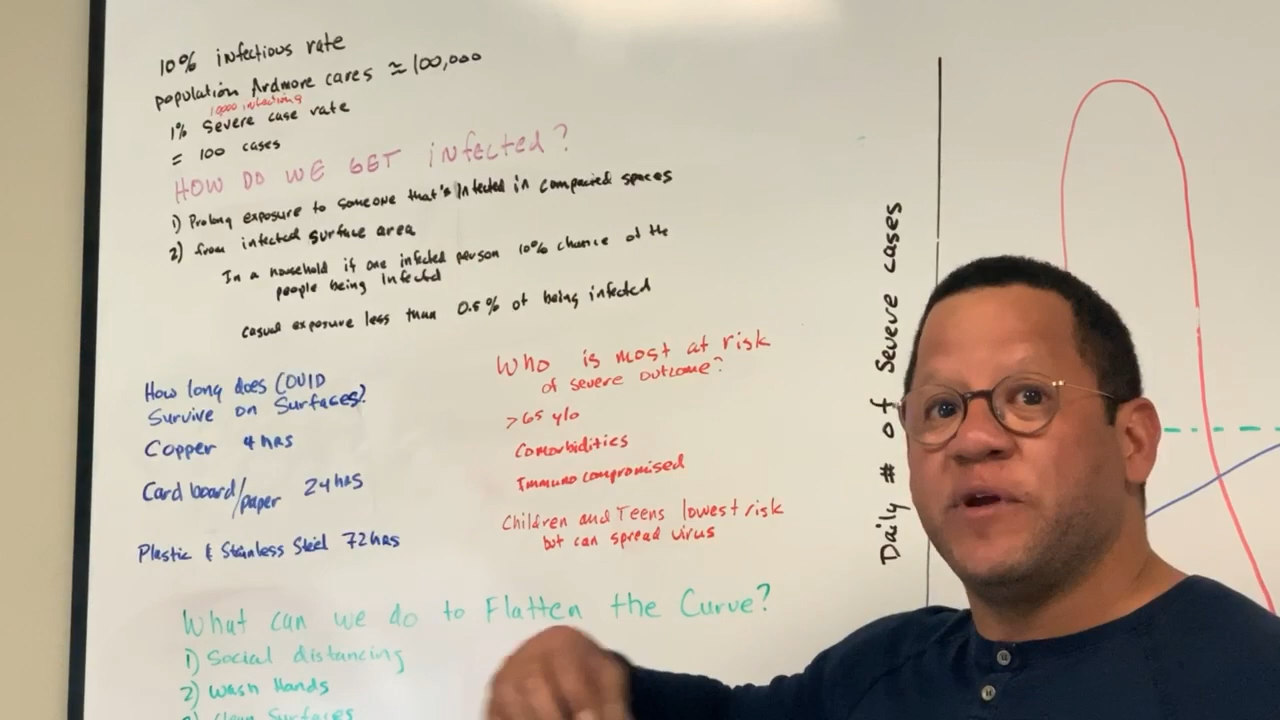 10% infectious rate
population Ardmore cares ≈ 100,000
10000 infections
1% Severe case rate
= 100 cases
HOW DO WE GET infected?
1) Prolong exposure to someone that's infected in compacted spaces
2) from infected surface area
In a household if one infected person 10% chance of the
people being infected
casual exposure less than 0.5% of being infected
How long does COVID
Survive on Surfaces?
Copper 4 hrs
Card board/paper 24 hrs
Plastic & Stainless Steel 72 hrs
Who is most at risk
of severe outcome?
>65 y/o
Comorbidities
Immuno compromised
Children and Teens lowest risk
but can spread virus
What can we do to Flatten the Curve?
1) Social distancing
2) Wash Hands
3) Clean Surfaces
Daily # of Severe cases